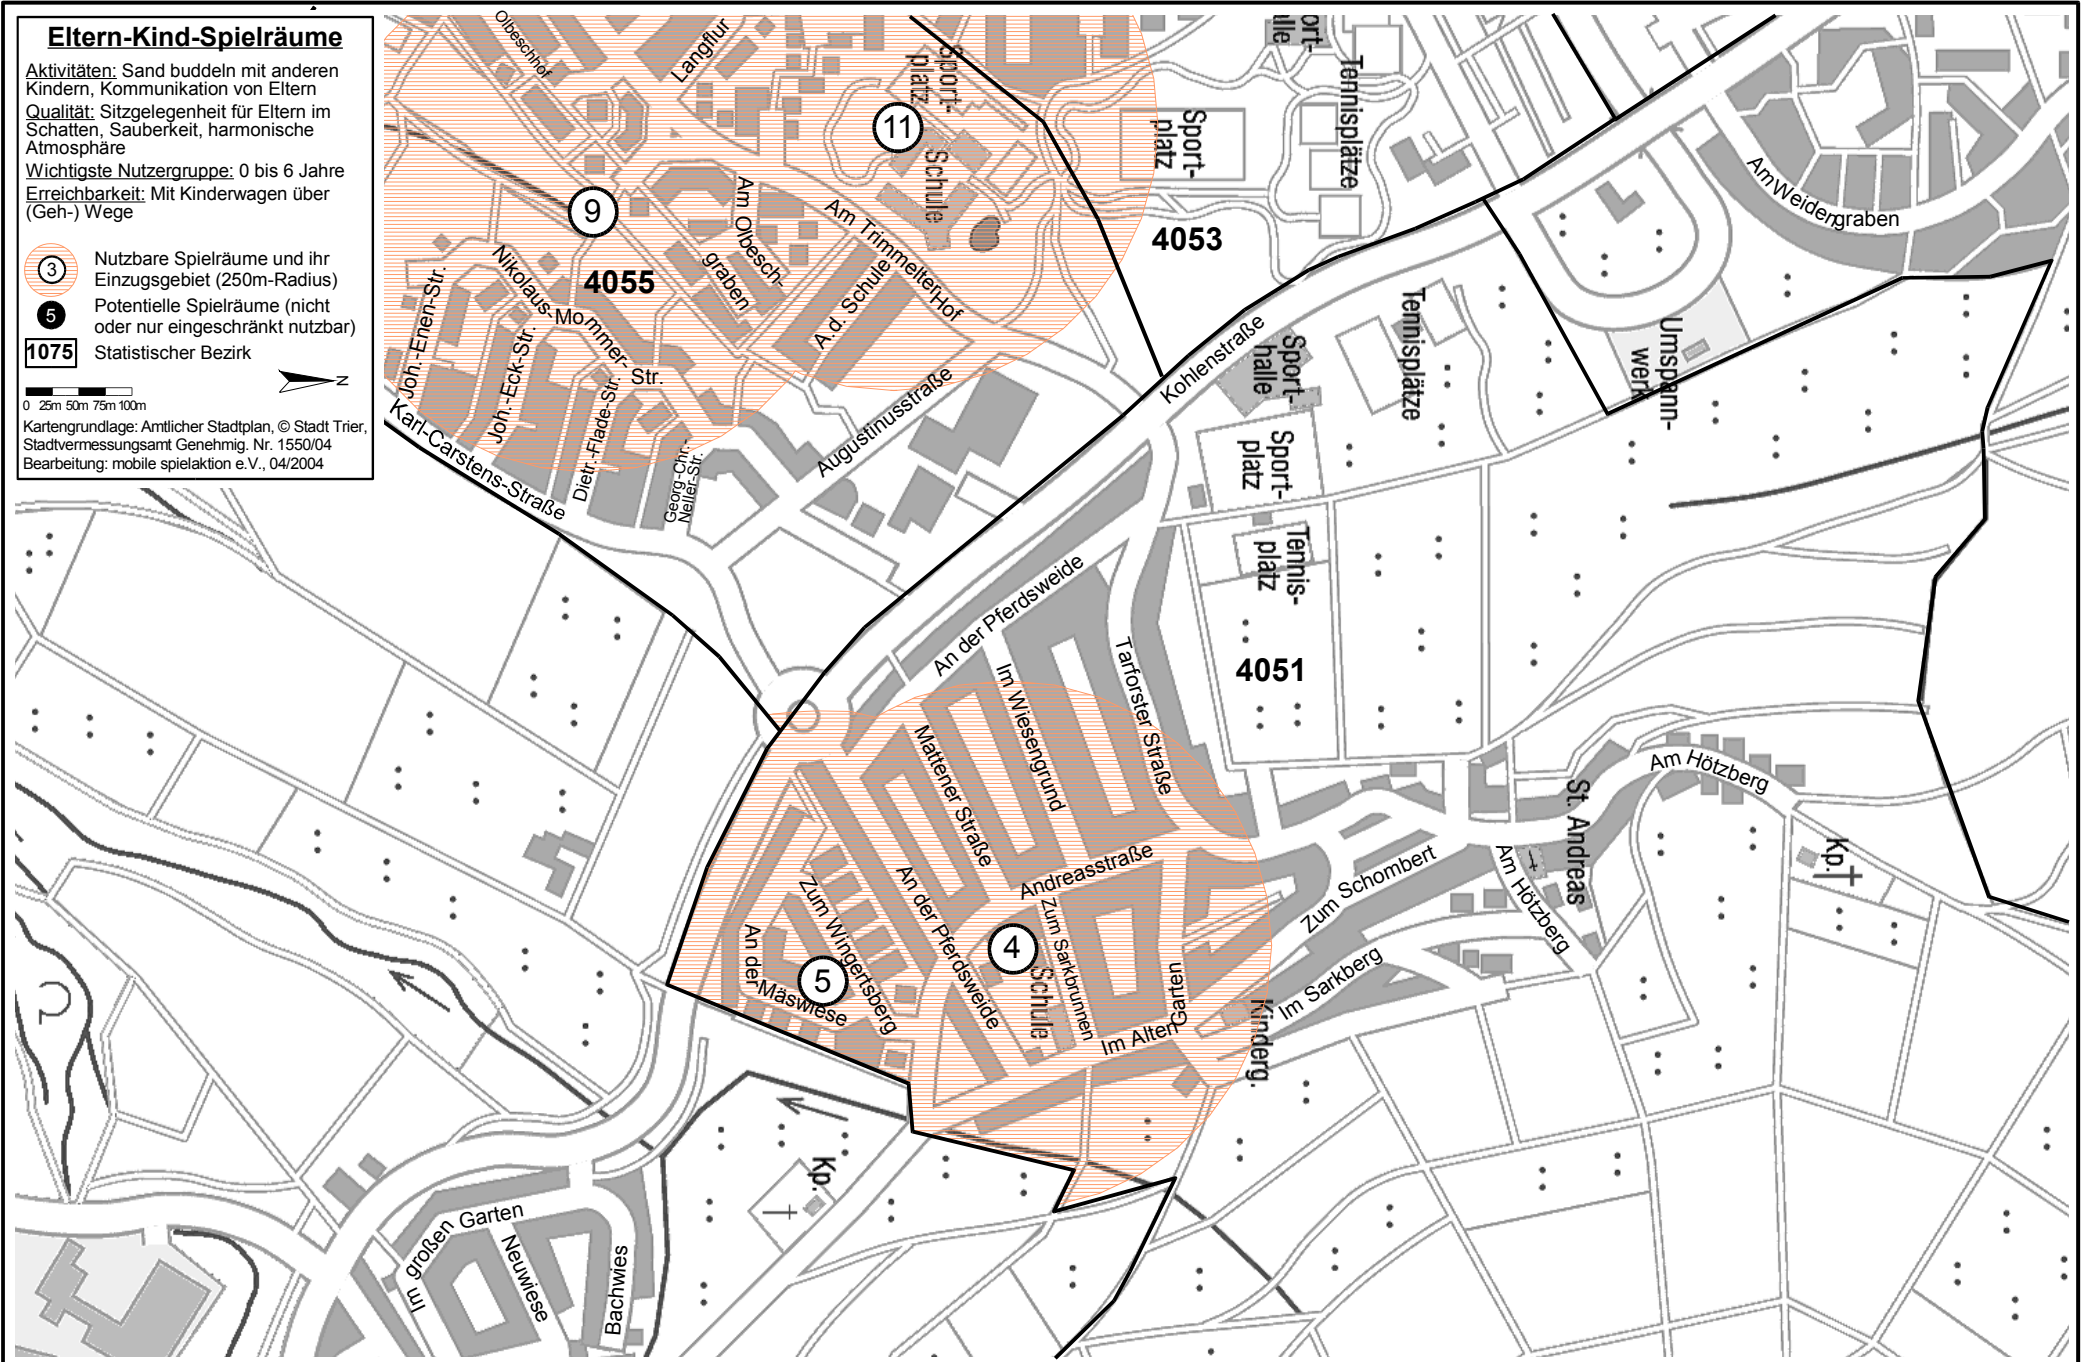 Eltern-Kind-Spielräume
Aktivitäten: Sand buddeln mit anderen
Kindern, Kommunikation von Eltern
Qualität: Sitzgelegenheit für Eltern im
Schatten, Sauberkeit, harmonische
Atmosphäre
Wichtigste Nutzergruppe: 0 bis 6 Jahre
Erreichbarkeit: Mit Kinderwagen über
(Geh-) Wege
3
Nutzbare Spielräume und ihr
Einzugsgebiet (250m-Radius)
5
Potentielle Spielräume (nicht
oder nur eingeschränkt nutzbar)
1075 Statistischer Bezirk
N
0 25m 50m 75m 100m
Kartengrundlage: Amtlicher Stadtplan, © Stadt Trier,
Stadtvermessungsamt Genehmig. Nr. 1550/04
Bearbeitung: mobile spielaktion e.V., 04/2004
Olbeschhof
Langflur
Sport-
platz
11
Schule
ort-
alle
Tennisplätze
Sport-
platz
Am Weidengraben
9
Am Olbesch-
graben
Am Trimmelter Hof
4053
4055
A.d. Schule
Nikolaus-Mommer-Str.
Joh.-Enen-Str.
Joh.-Eck-Str.
Dietr.-Flade-Str.
Georg-Chr.-
Neller-Str.
Karl-Carstens-Straße
Augustinusstraße
Kohlenstraße
Sport-
halle
Tennisplätze
Umspann-
werk
Sport-
platz
Tennis-
platz
An der Pferdsweide
Tarforster Straße
4051
Im Wiesengrund
Mattener Straße
Andreasstraße
Am Hötzberg
St. Andreas
Kp.
Zum Schombert
Am Hötzberg
Zum Wingertsberg
An der Pferdsweide
4
Schule
Zum Sarkbrunnen
An der
Mäswiese
5
Im Alten
Garten
Im Sarkberg
Kinderg.
Kp.
Im großen Garten
Neuwiese
Bachwies